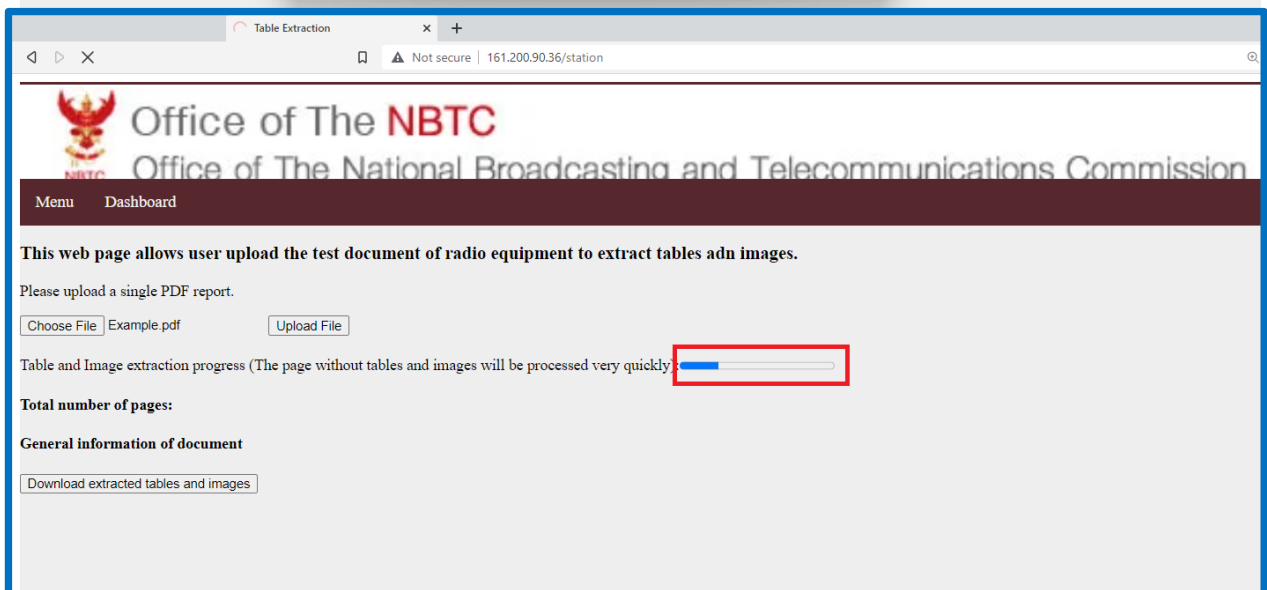 Table Extraction
Not secure 161.200.90.36/station
Office of The NBTC
NBTC
Office of The National Broadcasting and Telecommunications Commission
Menu Dashboard
This web page allows user upload the test document of radio equipment to extract tables adn images.
Please upload a single PDF report.
Choose File Example.pdf Upload File
Table and Image extraction progress (The page without tables and images will be processed very quickly):
Total number of pages:
General information of document
Download extracted tables and images